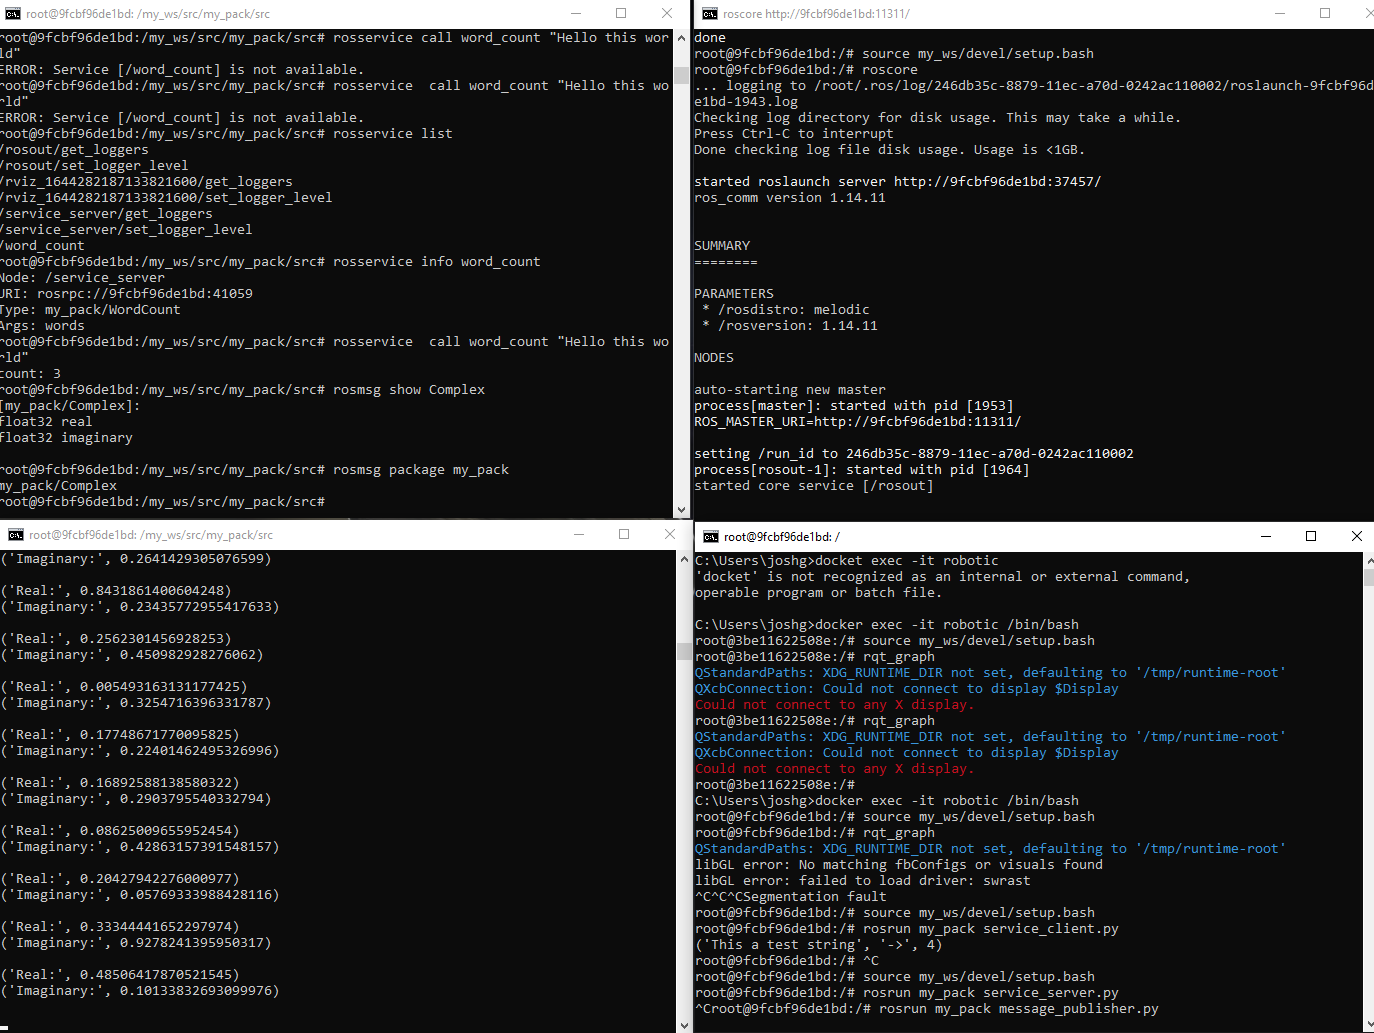 root@9fcbf96de1bd: /my_ws/src/my_pack/src
root@9fcbf96de1bd:/my_ws/src/my_pack/src# rosservice call word_count "Hello this wor
ld"
ERROR: Service [/word_count] is not available.
root@9fcbf96de1bd:/my_ws/src/my_pack/src# rosservice  call word_count "Hello this wo
rld"
ERROR: Service [/word_count] is not available.
root@9fcbf96de1bd:/my_ws/src/my_pack/src# rosservice list
/rosout/get_loggers
/rosout/set_logger_level
/rviz_1644282187133821600/get_loggers
/rviz_1644282187133821600/set_logger_level
/service_server/get_loggers
/service_server/set_logger_level
/word_count
root@9fcbf96de1bd:/my_ws/src/my_pack/src# rosservice info word_count
Node: /service_server
URI: rosrpc://9fcbf96de1bd:41059
Type: my_pack/WordCount
Args: words
root@9fcbf96de1bd:/my_ws/src/my_pack/src# rosservice  call word_count "Hello this wo
rld"
count: 3
root@9fcbf96de1bd:/my_ws/src/my_pack/src# rosmsg show Complex
[my_pack/Complex]:
float32 real
float32 imaginary
root@9fcbf96de1bd:/my_ws/src/my_pack/src# rosmsg package my_pack
my_pack/Complex
root@9fcbf96de1bd:/my_ws/src/my_pack/src#
roscore http://9fcbf96de1bd:11311/
done
root@9fcbf96de1bd:/# source my_ws/devel/setup.bash
root@9fcbf96de1bd:/# roscore
... logging to /root/.ros/log/246db35c-8879-11ec-a70d-0242ac110002/roslaunch-9fcbf96d
e1bd-1943.log
Checking log directory for disk usage. This may take a while.
Press Ctrl-C to interrupt
Done checking log file disk usage. Usage is <1GB.
started roslaunch server http://9fcbf96de1bd:37457/
ros_comm version 1.14.11
SUMMARY
========
PARAMETERS
 * /rosdistro: melodic
 * /rosversion: 1.14.11
NODES
auto-starting new master
process[master]: started with pid [1953]
ROS_MASTER_URI=http://9fcbf96de1bd:11311/
setting /run_id to 246db35c-8879-11ec-a70d-0242ac110002
process[rosout-1]: started with pid [1964]
started core service [/rosout]
root@9fcbf96de1bd: /my_ws/src/my_pack/src
('Imaginary:', 0.2641429305076599)
('Real:', 0.8431861400604248)
('Imaginary:', 0.23435772955417633)
('Real:', 0.2562301456928253)
('Imaginary:', 0.450982928276062)
('Real:', 0.005493163131177425)
('Imaginary:', 0.3254716396331787)
('Real:', 0.17748671770095825)
('Imaginary:', 0.22401462495326996)
('Real:', 0.16892588138580322)
('Imaginary:', 0.2903795540332794)
('Real:', 0.08625009655952454)
('Imaginary:', 0.42863157391548157)
('Real:', 0.20427942276000977)
('Imaginary:', 0.05769333988428116)
('Real:', 0.33344441652297974)
('Imaginary:', 0.9278241395950317)
('Real:', 0.48506417870521545)
('Imaginary:', 0.10133832693099976)
root@9fcbf96de1bd: /
C:\Users\joshg>docket exec -it robotic
'docket' is not recognized as an internal or external command,
operable program or batch file.
C:\Users\joshg>docker exec -it robotic /bin/bash
root@3be11622508e:/# source my_ws/devel/setup.bash
root@3be11622508e:/# rqt_graph
QStandardPaths: XDG_RUNTIME_DIR not set, defaulting to '/tmp/runtime-root'
QXcbConnection: Could not connect to display $Display
Could not connect to any X display.
root@3be11622508e:/# rqt_graph
QStandardPaths: XDG_RUNTIME_DIR not set, defaulting to '/tmp/runtime-root'
QXcbConnection: Could not connect to display $Display
Could not connect to any X display.
root@3be11622508e:/#
C:\Users\joshg>docker exec -it robotic /bin/bash
root@9fcbf96de1bd:/# source my_ws/devel/setup.bash
root@9fcbf96de1bd:/# rqt_graph
QStandardPaths: XDG_RUNTIME_DIR not set, defaulting to '/tmp/runtime-root'
libGL error: No matching fbConfigs or visuals found
libGL error: failed to load driver: swrast
^C^C^CSegmentation fault
root@9fcbf96de1bd:/# source my_ws/devel/setup.bash
root@9fcbf96de1bd:/# rosrun my_pack service_client.py
('This a test string', '->', 4)
root@9fcbf96de1bd:/# ^C
root@9fcbf96de1bd:/# source my_ws/devel/setup.bash
root@9fcbf96de1bd:/# rosrun my_pack service_server.py
^Croot@9fcbf96de1bd:/# rosrun my_pack message_publisher.py